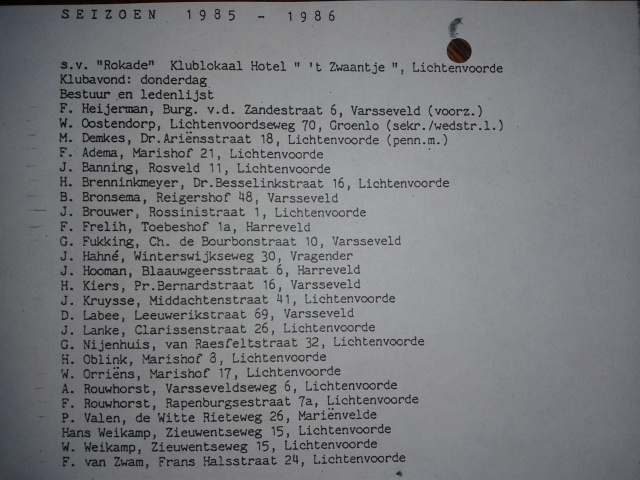 SEIZOEN 1985 - 1986
s.v. "Rokade" Klublokaal Hotel " 't Zwaantje ", Lichtenvoorde
Klubavond: donderdag
Bestuur en ledenlijst
F. Heijerman, Burg. v.d. Zandestraat 6, Varsseveld (voorz.)
W. Oostendorp, Lichtenvoordseweg 70, Groenlo (sekr./wedstr.l.)
M. Demkes, Dr.Ariënsstraat 18, Lichtenvoorde (penn.m.)
F. Adema, Marishof 21, Lichtenvoorde
J. Banning, Rosveld 11, Lichtenvoorde
H. Brenninkmeyer, Dr.Besselinkstraat 16, Lichtenvoorde
B. Bronsema, Reigershof 48, Varsseveld
J. Brouwer, Rossinistraat 1, Lichtenvoorde
F. Frelih, Toebeshof 1a, Harreveld
G. Fukking, Ch. de Bourbonstraat 10, Varsseveld
J. Hahné, Winterswijkseweg 30, Vragender
J. Hooman, Blaauwgeersstraat 6, Harreveld
H. Kiers, Pr.Bernardstraat 16, Varsseveld
J. Kruysse, Middachtenstraat 41, Lichtenvoorde
D. Labee, Leeuwerikstraat 69, Varsseveld
J. Lanke, Clarissenstraat 26, Lichtenvoorde
G. Nijenhuis, van Raesfeltstraat 32, Lichtenvoorde
H. Oblink, Marishof 8, Lichtenvoorde
W. Orriëns, Marishof 17, Lichtenvoorde
A. Rouwhorst, Varsseveldseweg 6, Lichtenvoorde
F. Rouwhorst, Rapenburgsestraat 7a, Lichtenvoorde
P. Valen, de Witte Rieteweg 26, Mariënvelde
Hans Weikamp, Zieuwentseweg 15, Lichtenvoorde
W. Weikamp, Zieuwentseweg 15, Lichtenvoorde
F. van Zwam, Frans Halsstraat 24, Lichtenvoorde